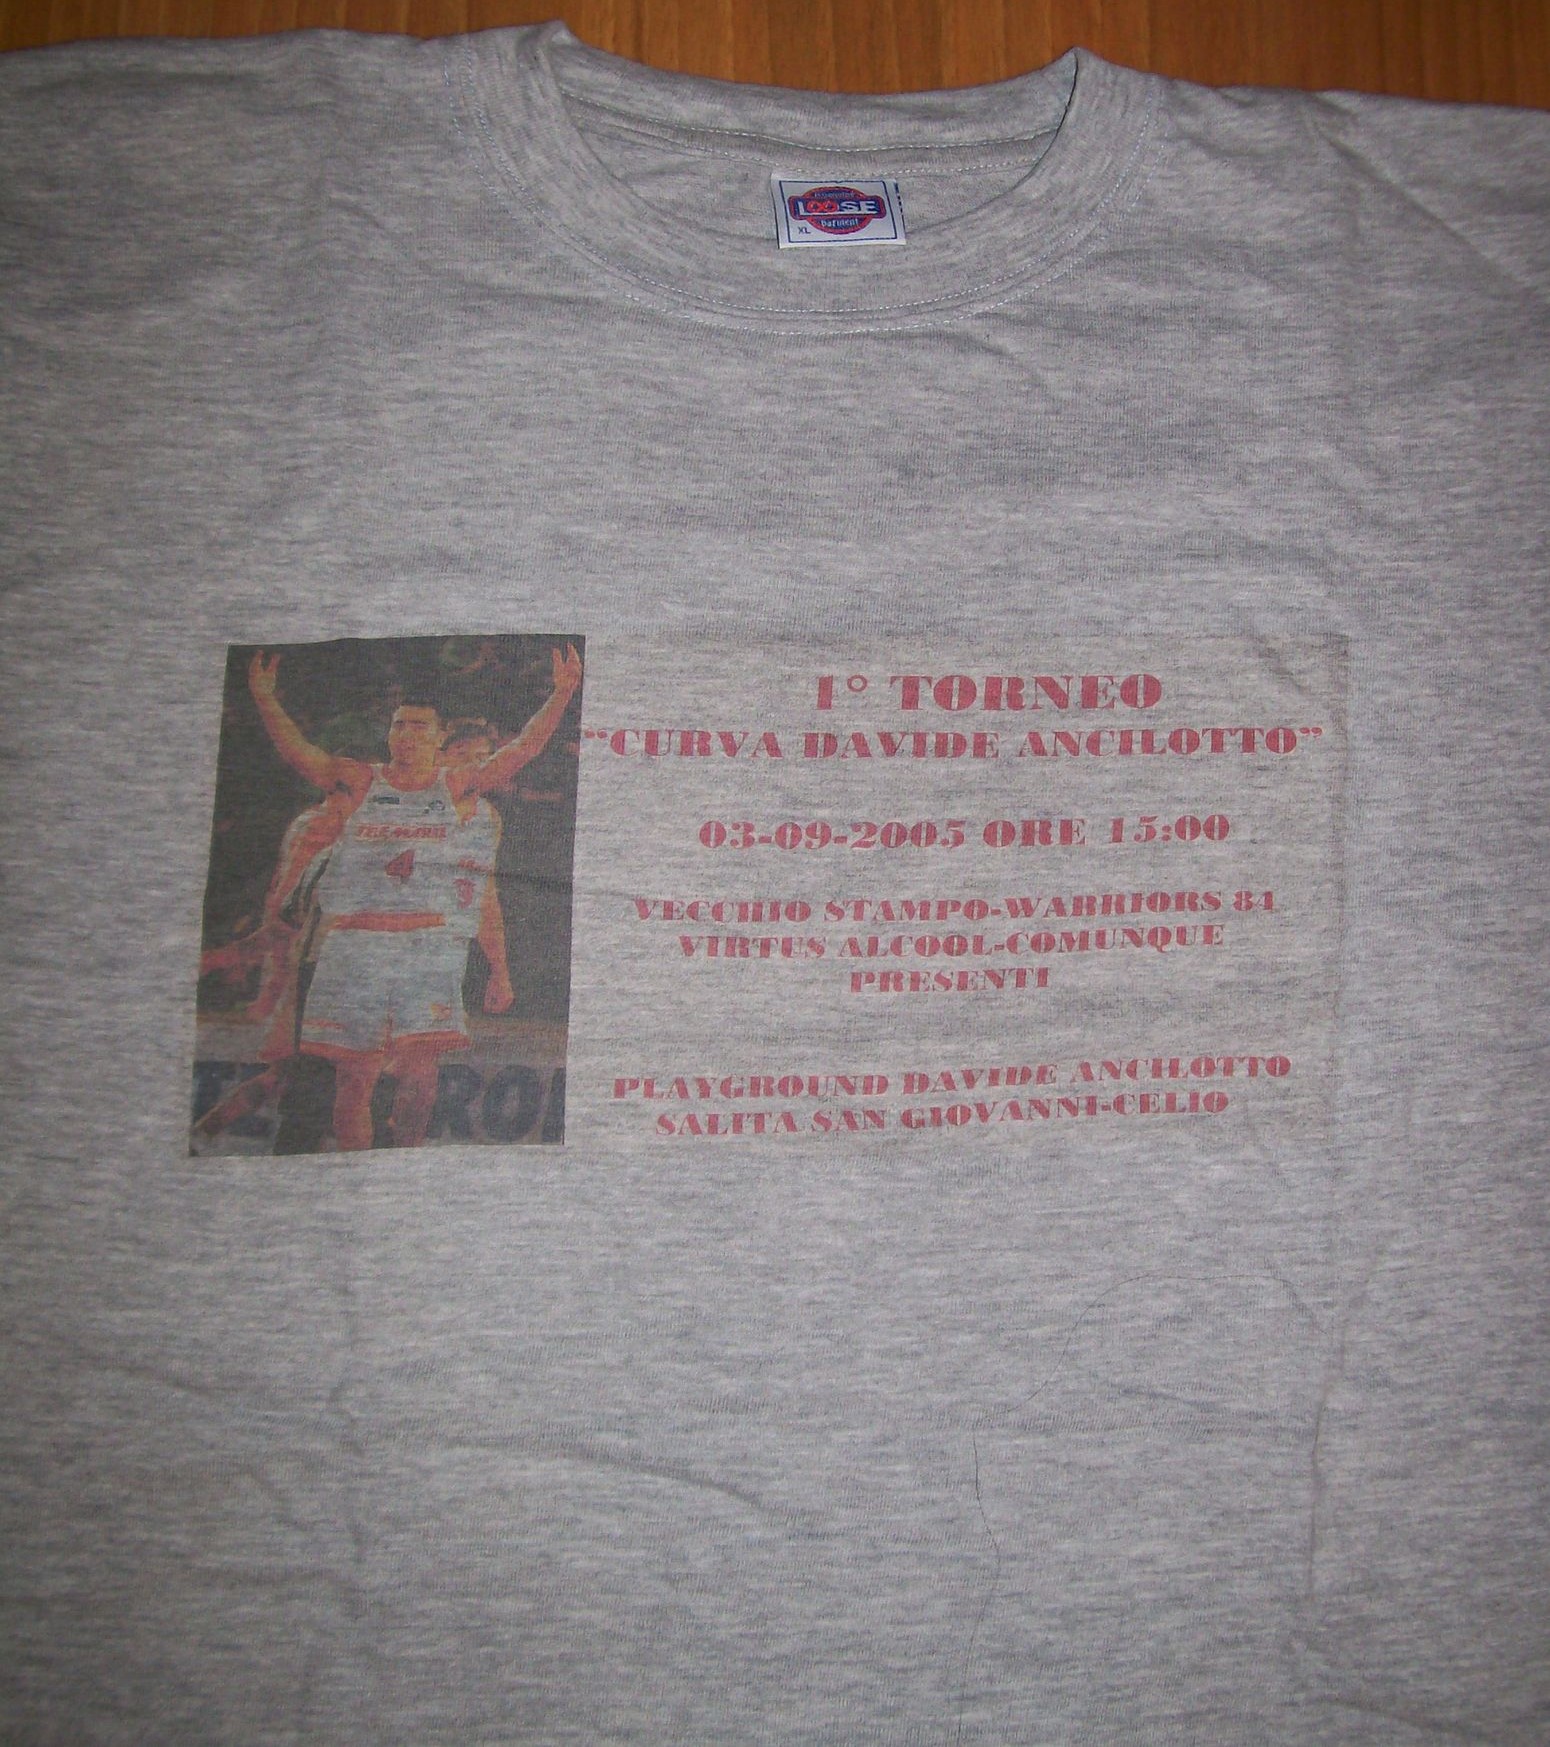 LOOSE
XL
1° TORNEO
"CURVA DAVIDE ANCILOTTO"
03-09-2005 ORE 15:00
VECCHIO STAMPO-WARRIORS 84
VIRTUS ALCOOL-COMUNQUE
PRESENTI
PLAYGROUND DAVIDE ANCILOTTO
SALITA SAN GIOVANNI-CELIO
4